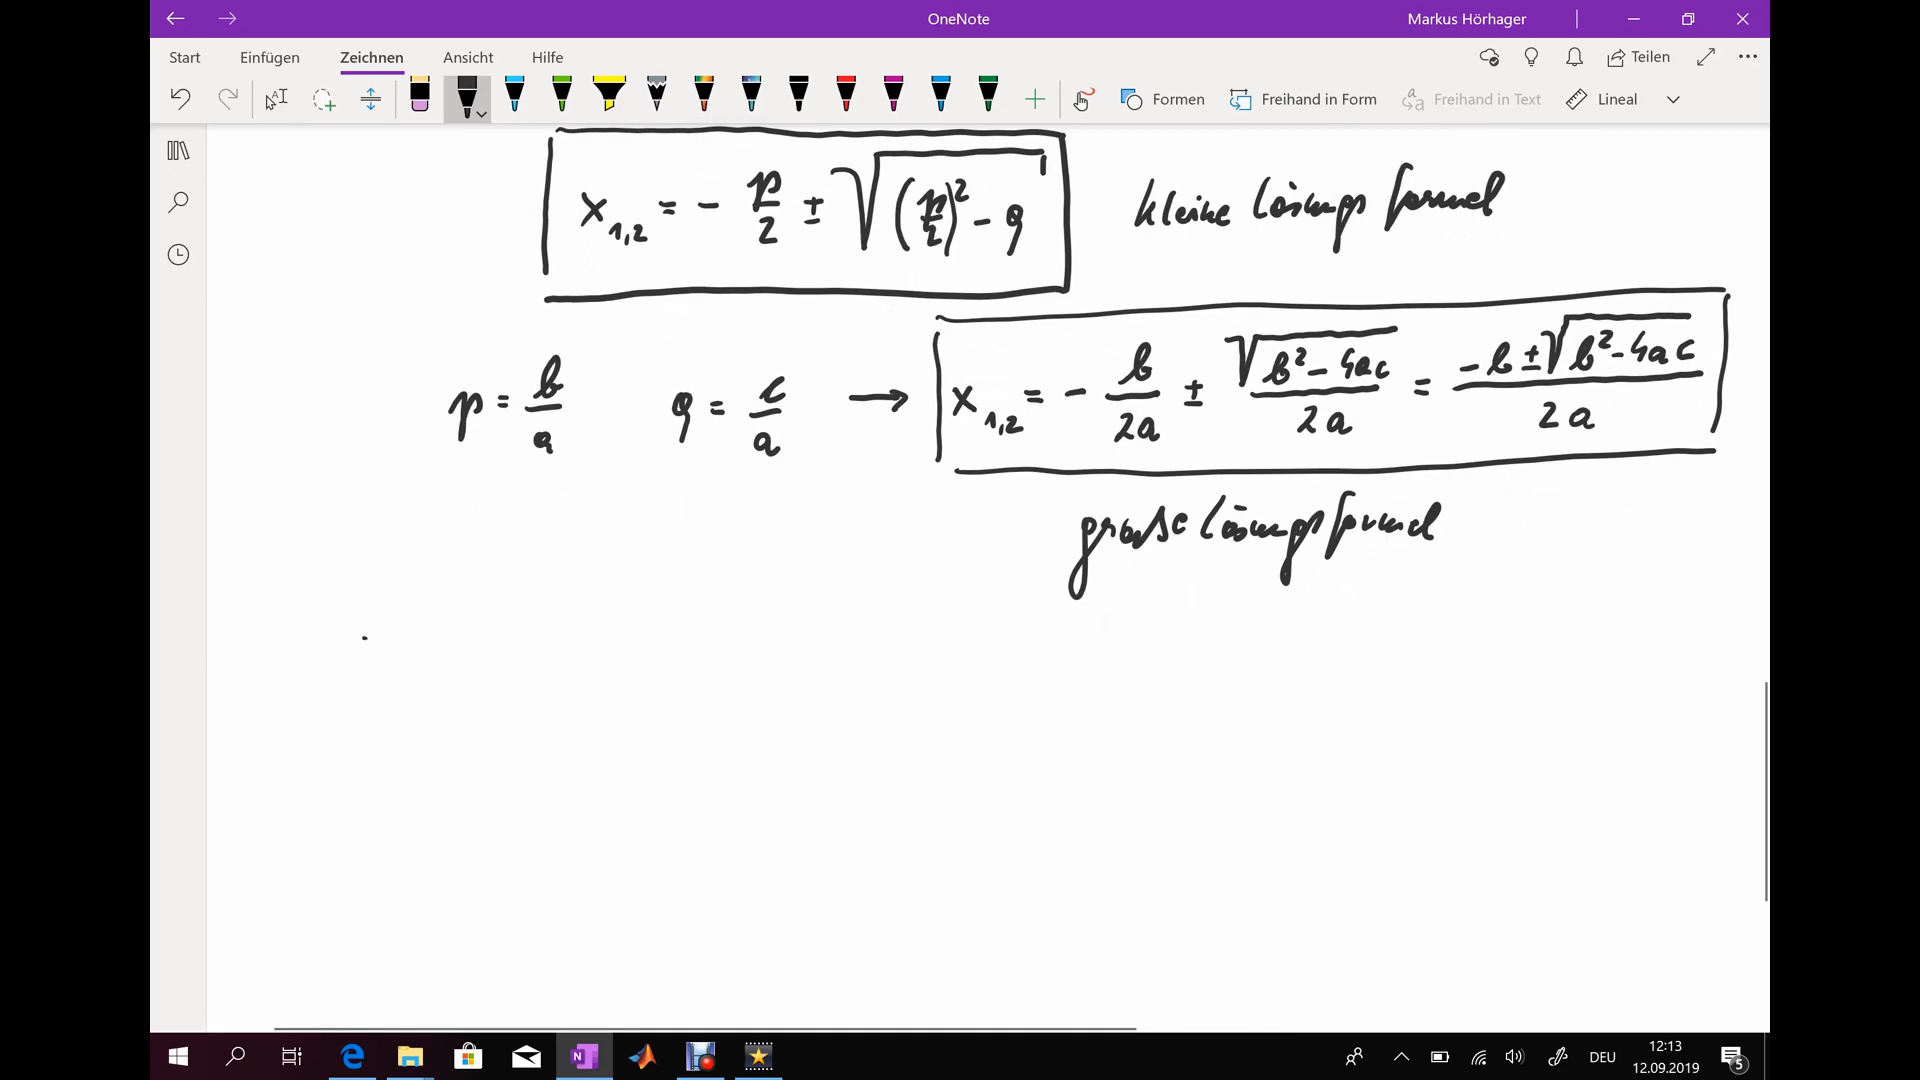 OneNote
Markus Hörhager
Start Einfügen Zeichnen Ansicht Hilfe
Teilen
Formen Freihand in Form Freihand in Text Lineal
x₁,₂ = - p/2 ± √((p/2)² - q) kleine Lösungsformel
p = b/a q = c/a → x₁,₂ = - b/2a ± √(b² - 4ac)/2a = (-b ± √(b² - 4ac))/2a
große Lösungsformel
DEU
12:13
12.09.2019
5